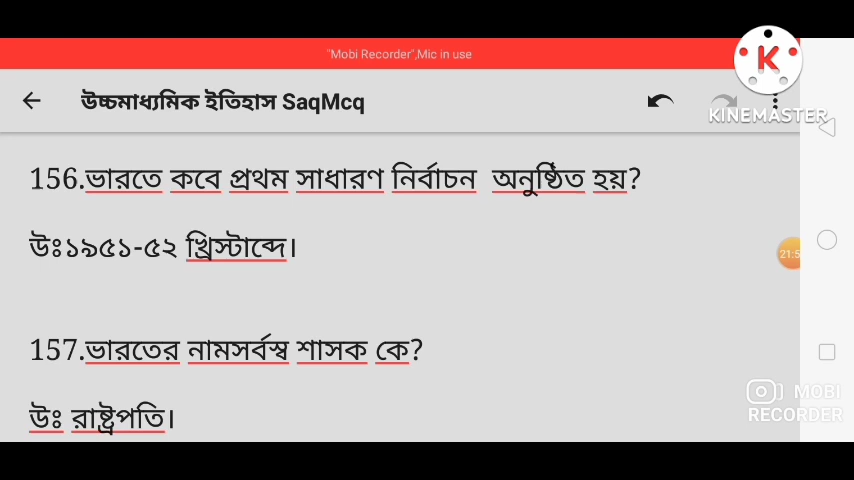 "Mobi Recorder",Mic in use
উচ্চমাধ্যমিক ইতিহাস SaqMcq
K
KINEMASTER
156.ভারতে কবে প্রথম সাধারণ নির্বাচন অনুষ্ঠিত হয়?
উঃ১৯৫১-৫২ খ্রিস্টাব্দে।
157.ভারতের নামসর্বস্ব শাসক কে?
উঃ রাষ্ট্রপতি।
MOBI
RECORDER